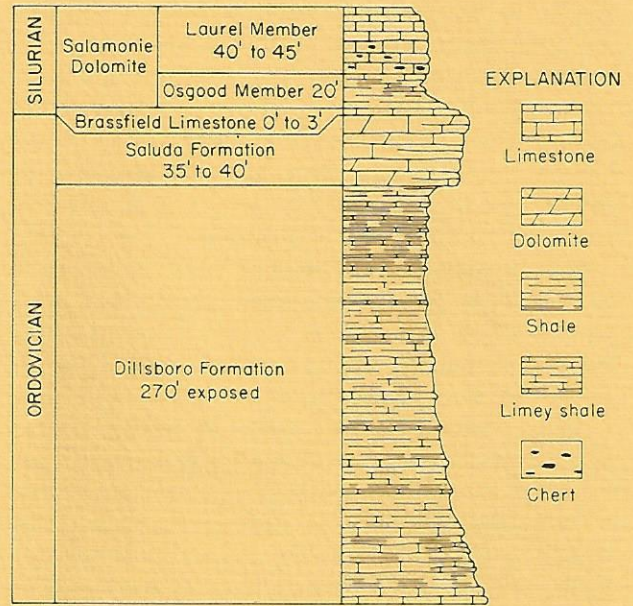 SILURIAN
Salamonie
Dolomite
Laurel Member
40' to 45'
Osgood Member 20'
Brassfield Limestone 0' to 3'
Saluda Formation
35' to 40'
ORDOVICIAN
Dillsboro Formation
270' exposed
EXPLANATION
Limestone
Dolomite
Shale
Limey shale
Chert